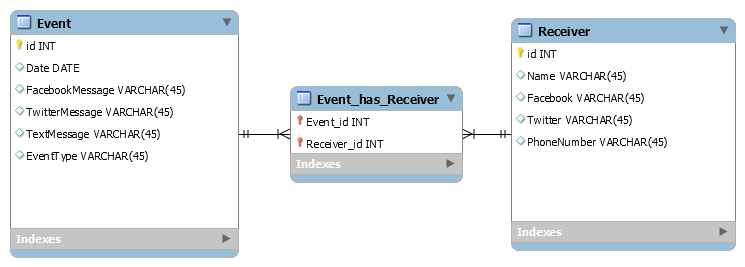 Event
id INT
Date DATE
FacebookMessage VARCHAR(45)
TwitterMessage VARCHAR(45)
TextMessage VARCHAR(45)
EventType VARCHAR(45)
Indexes
Event_has_Receiver
Event_id INT
Receiver_id INT
Indexes
Receiver
id INT
Name VARCHAR(45)
Facebook VARCHAR(45)
Twitter VARCHAR(45)
PhoneNumber VARCHAR(45)
Indexes